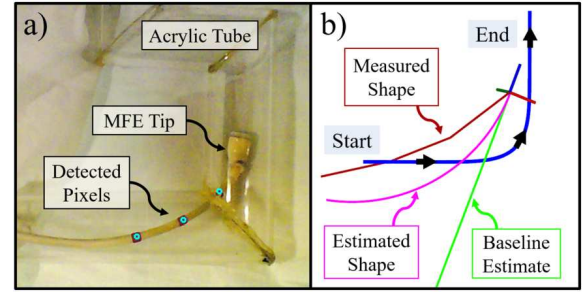 a)
Acrylic Tube
MFE Tip
Detected
Pixels
b)
End
Measured
Shape
Start
Estimated
Shape
Baseline
Estimate